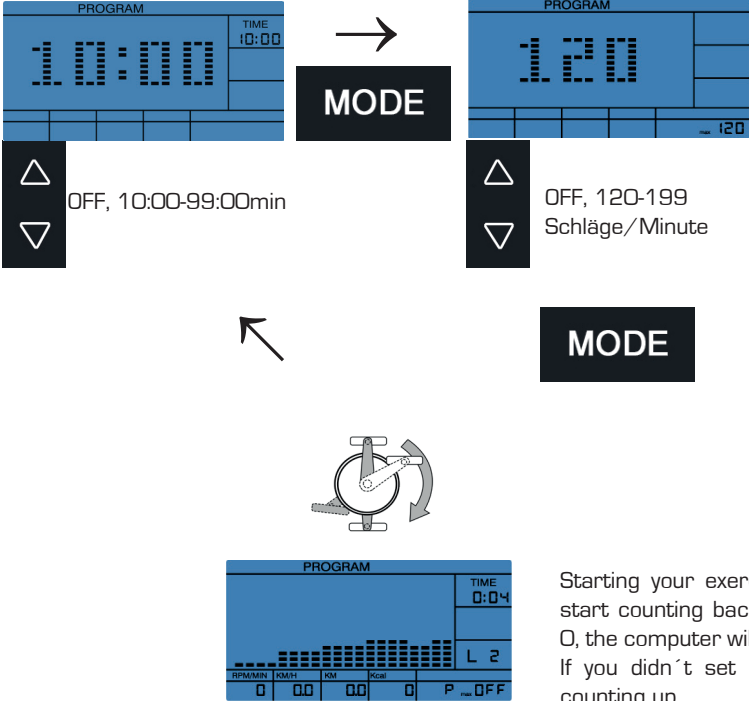 PROGRAM
TIME
10:00
10:00
MODE
PROGRAM
120
max 120
OFF, 10:00-99:00min
OFF, 120-199
Schläge/Minute
MODE
PROGRAM
TIME
0:04
L 2
RPM/MIN KM/H KM Kcal
0 0.0 0.0 0 P max OFF
Starting your exer
start counting bac
0, the computer wil
If you didn´t set
counting up